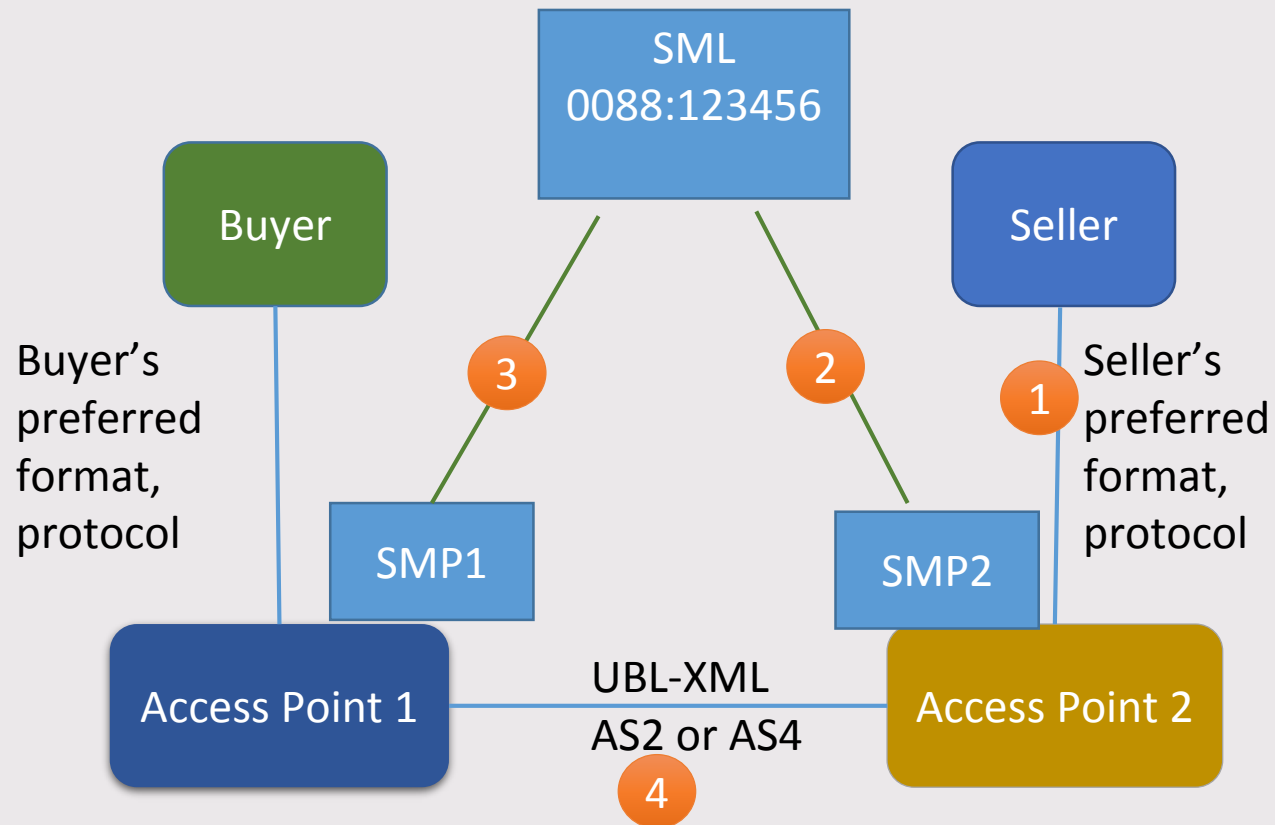 SML
0088:123456
Buyer
Seller
3
2
1
Buyer’s
preferred
format,
protocol
Seller’s
preferred
format,
protocol
SMP1
SMP2
Access Point 1
UBL-XML
AS2 or AS4
Access Point 2
4